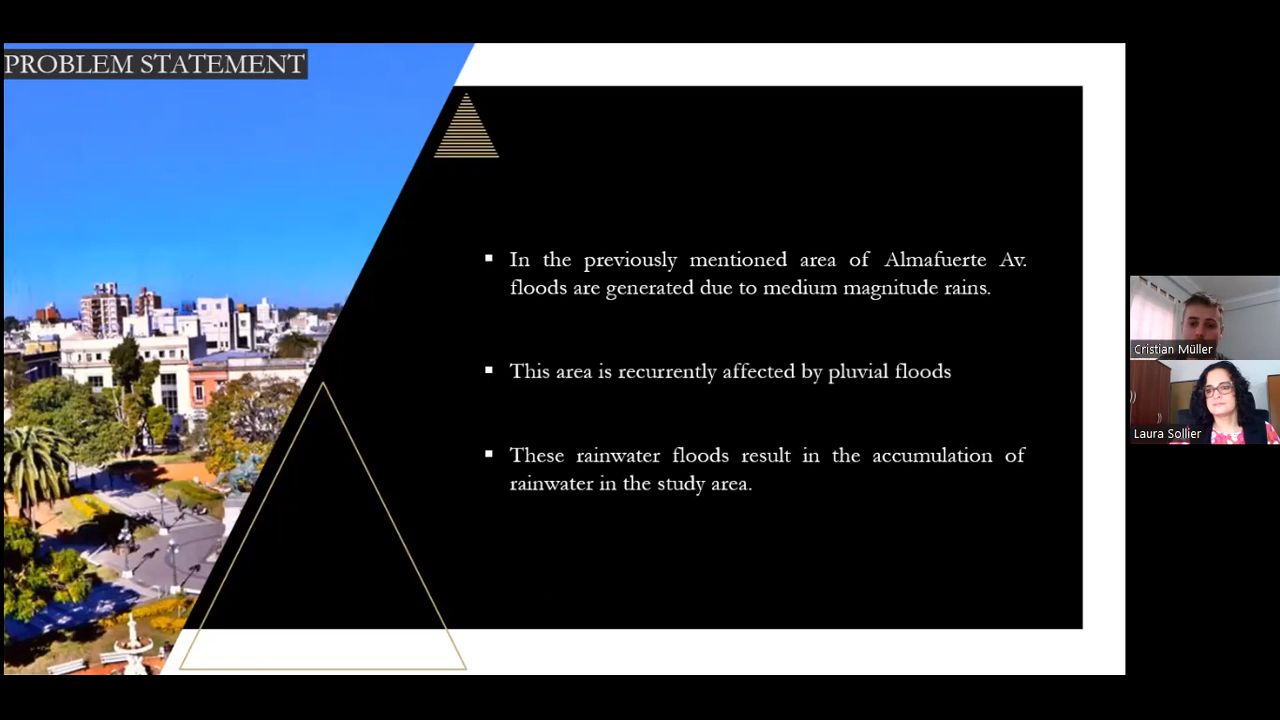 PROBLEM STATEMENT
▪ In the previously mentioned area of Almafuerte Av.
floods are generated due to medium magnitude rains.
▪ This area is recurrently affected by pluvial floods
▪ These rainwater floods result in the accumulation of
rainwater in the study area.
Cristian Müller
Laura Sollier